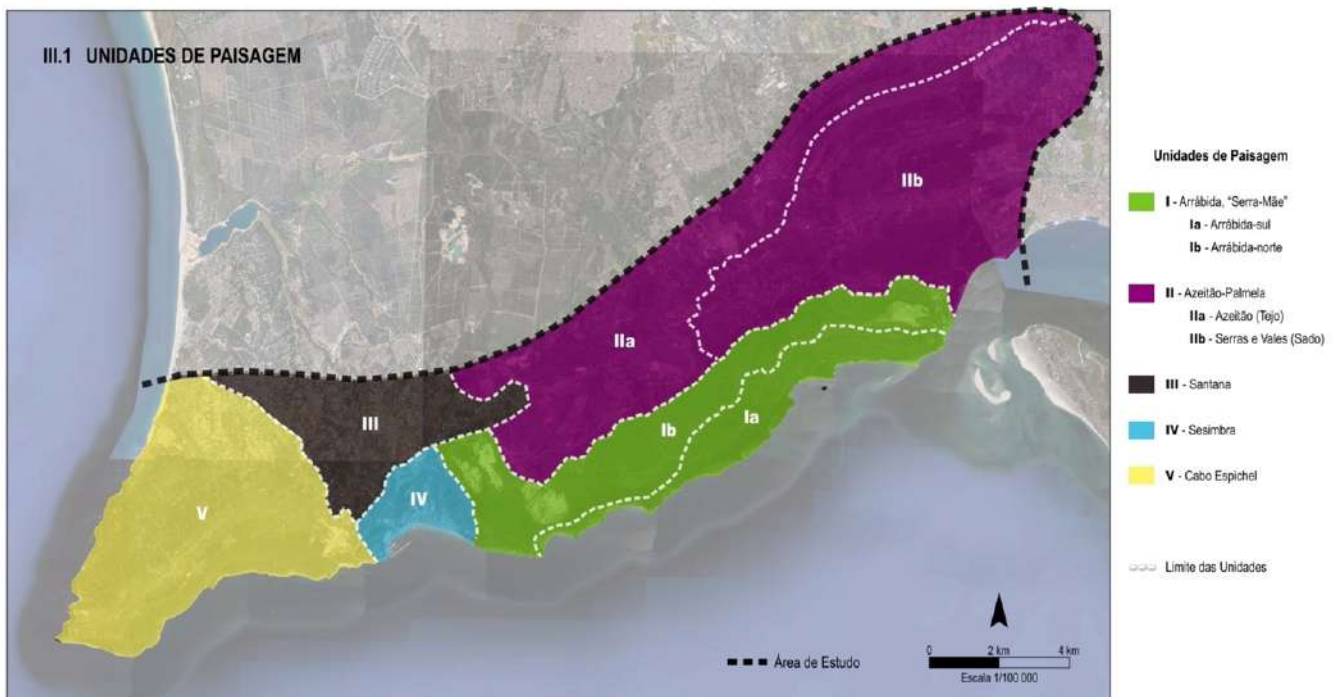 III.1 UNIDADES DE PAISAGEM
IIb
IIa
Ia
Ib
III
IV
V
Área de Estudo
0 2 km 4 km
Escala 1/100 000
Unidades de Paisagem
I - Arrábida, "Serra-Mãe"
Ia - Arrábida-sul
Ib - Arrábida-norte
II - Azeitão-Palmela
IIa - Azeitão (Tejo)
IIb - Serras e Vales (Sado)
III - Santana
IV - Sesimbra
V - Cabo Espichel
Limite das Unidades